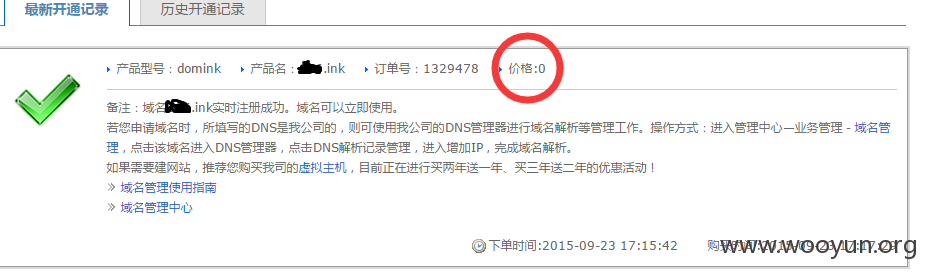 最新开通记录 历史开通记录
产品型号：domink 产品名： .ink 订单号：1329478 价格:0
备注：域名 .ink实时注册成功。域名可以立即使用。
若您申请域名时，所填写的DNS是我公司的，则可使用我公司的DNS管理器进行域名解析等管理工作。操作方式：进入管理中心—业务管理 - 域名管
理，点击该域名进入DNS管理器，点击DNS解析记录管理，进入增加IP，完成域名解析。
如果需要建网站，推荐您购买我司的虚拟主机，目前正在进行买两年送一年、买三年送二年的优惠活动！
» 域名管理使用指南
» 域名管理中心
下单时间:2015-09-23 17:15:42 购买时间:2015-09-23 17:17:29
www.wooyun.org